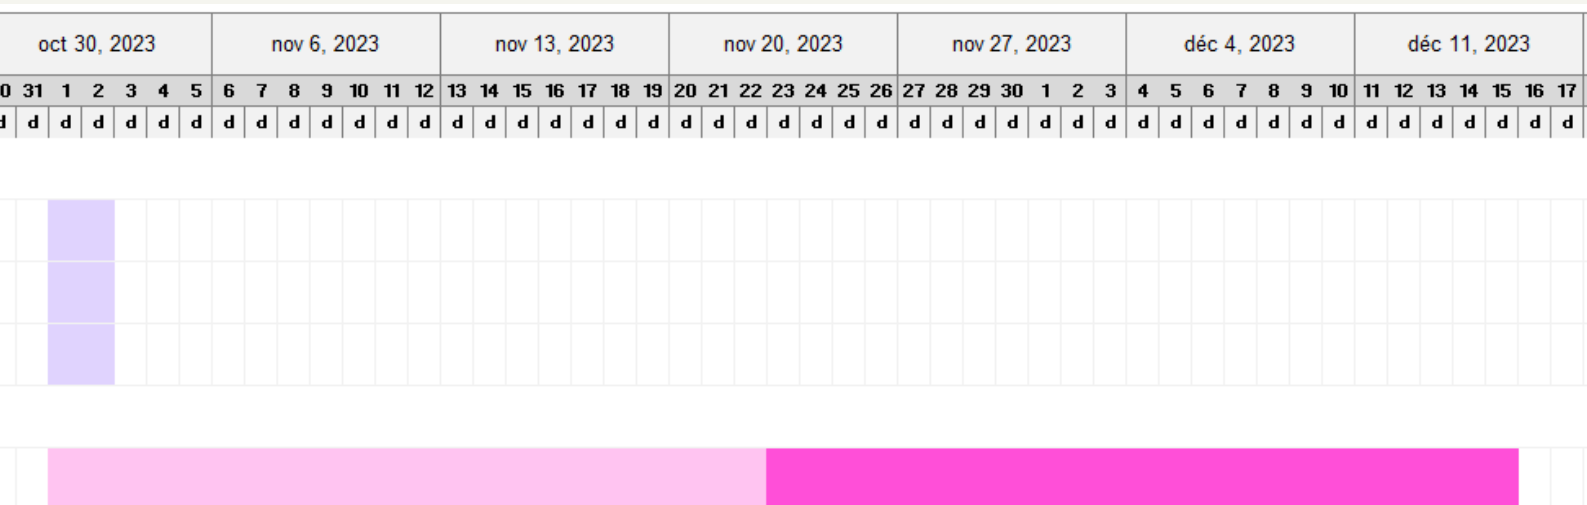 oct 30, 2023 nov 6, 2023 nov 13, 2023 nov 20, 2023 nov 27, 2023 déc 4, 2023 déc 11, 2023
0 31 1 2 3 4 5 6 7 8 9 10 11 12 13 14 15 16 17 18 19 20 21 22 23 24 25 26 27 28 29 30 1 2 3 4 5 6 7 8 9 10 11 12 13 14 15 16 17
d d d d d d d d d d d d d d d d d d d d d d d d d d d d d d d d d d d d d d d d d d d d d d d d d